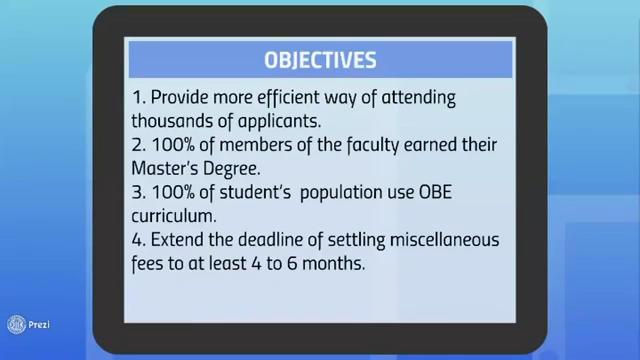 OBJECTIVES
1. Provide more efficient way of attending
thousands of applicants.
2. 100% of members of the faculty earned their
Master's Degree.
3. 100% of student's population use OBE
curriculum.
4. Extend the deadline of settling miscellaneous
fees to at least 4 to 6 months.
Prezi